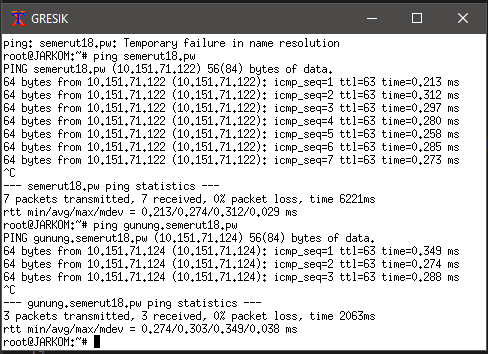 GRESIK
ping: semerut18.pw: Temporary failure in name resolution
root@JARKOM:~# ping semerut18.pw
PING semerut18.pw (10.151.71.122) 56(84) bytes of data.
64 bytes from 10.151.71.122 (10.151.71.122): icmp_seq=1 ttl=63 time=0.213 ms
64 bytes from 10.151.71.122 (10.151.71.122): icmp_seq=2 ttl=63 time=0.312 ms
64 bytes from 10.151.71.122 (10.151.71.122): icmp_seq=3 ttl=63 time=0.297 ms
64 bytes from 10.151.71.122 (10.151.71.122): icmp_seq=4 ttl=63 time=0.280 ms
64 bytes from 10.151.71.122 (10.151.71.122): icmp_seq=5 ttl=63 time=0.258 ms
64 bytes from 10.151.71.122 (10.151.71.122): icmp_seq=6 ttl=63 time=0.285 ms
64 bytes from 10.151.71.122 (10.151.71.122): icmp_seq=7 ttl=63 time=0.273 ms
^C
--- semerut18.pw ping statistics ---
7 packets transmitted, 7 received, 0% packet loss, time 6221ms
rtt min/avg/max/mdev = 0.213/0.274/0.312/0.029 ms
root@JARKOM:~# ping gunung.semerut18.pw
PING gunung.semerut18.pw (10.151.71.124) 56(84) bytes of data.
64 bytes from 10.151.71.124 (10.151.71.124): icmp_seq=1 ttl=63 time=0.349 ms
64 bytes from 10.151.71.124 (10.151.71.124): icmp_seq=2 ttl=63 time=0.274 ms
64 bytes from 10.151.71.124 (10.151.71.124): icmp_seq=3 ttl=63 time=0.288 ms
^C
--- gunung.semerut18.pw ping statistics ---
3 packets transmitted, 3 received, 0% packet loss, time 2063ms
rtt min/avg/max/mdev = 0.274/0.303/0.349/0.038 ms
root@JARKOM:~#